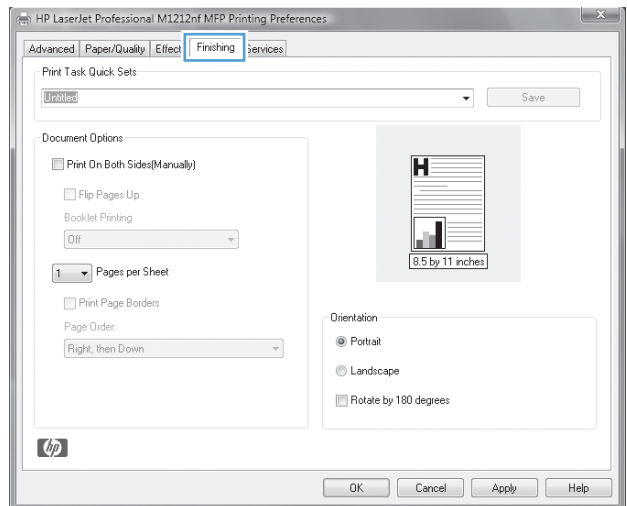 HP LaserJet Professional M1212nf MFP Printing Preferences
Advanced Paper/Quality Effect Finishing Services
Print Task Quick Sets
Untitled
Save
Document Options
Print On Both Sides(Manually)
Flip Pages Up
Booklet Printing
Off
1 Pages per Sheet
Print Page Borders
Page Order:
Right, then Down
H
8.5 by 11 inches
Orientation
Portrait
Landscape
Rotate by 180 degrees
hp
OK Cancel Apply Help